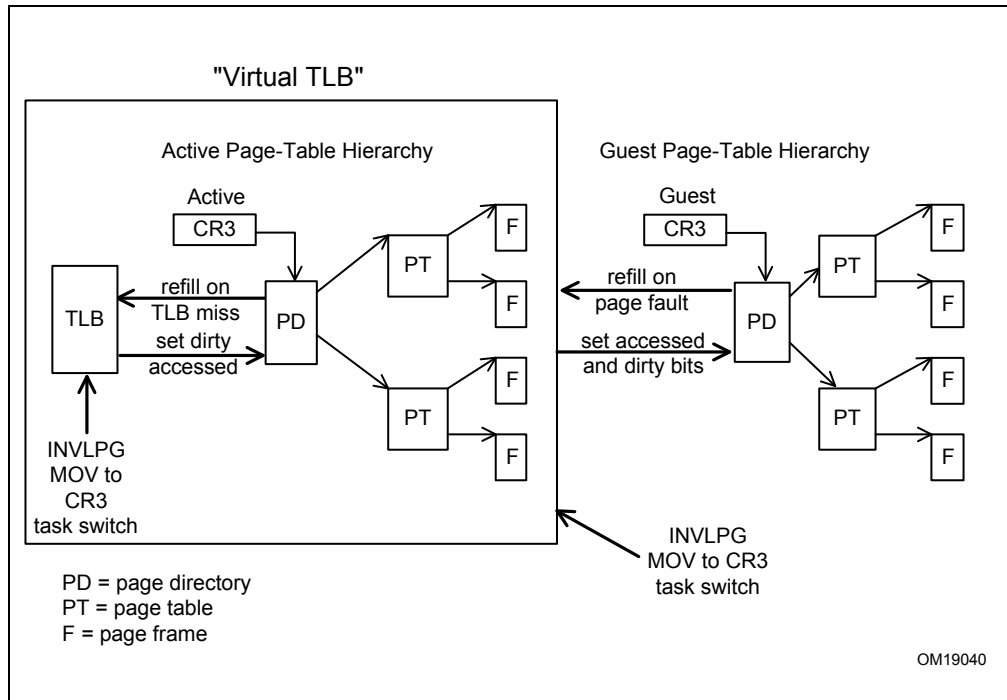 "Virtual TLB"
Active Page-Table Hierarchy
Guest Page-Table Hierarchy
Active
CR3
Guest
CR3
F
F
PT
PT
F
F
refill on
TLB miss
TLB
PD
set dirty
accessed
refill on
page fault
PD
set accessed
and dirty bits
F
F
PT
PT
F
F
INVLPG
MOV to
CR3
task switch
INVLPG
MOV to CR3
task switch
PD = page directory
PT = page table
F = page frame
OM19040